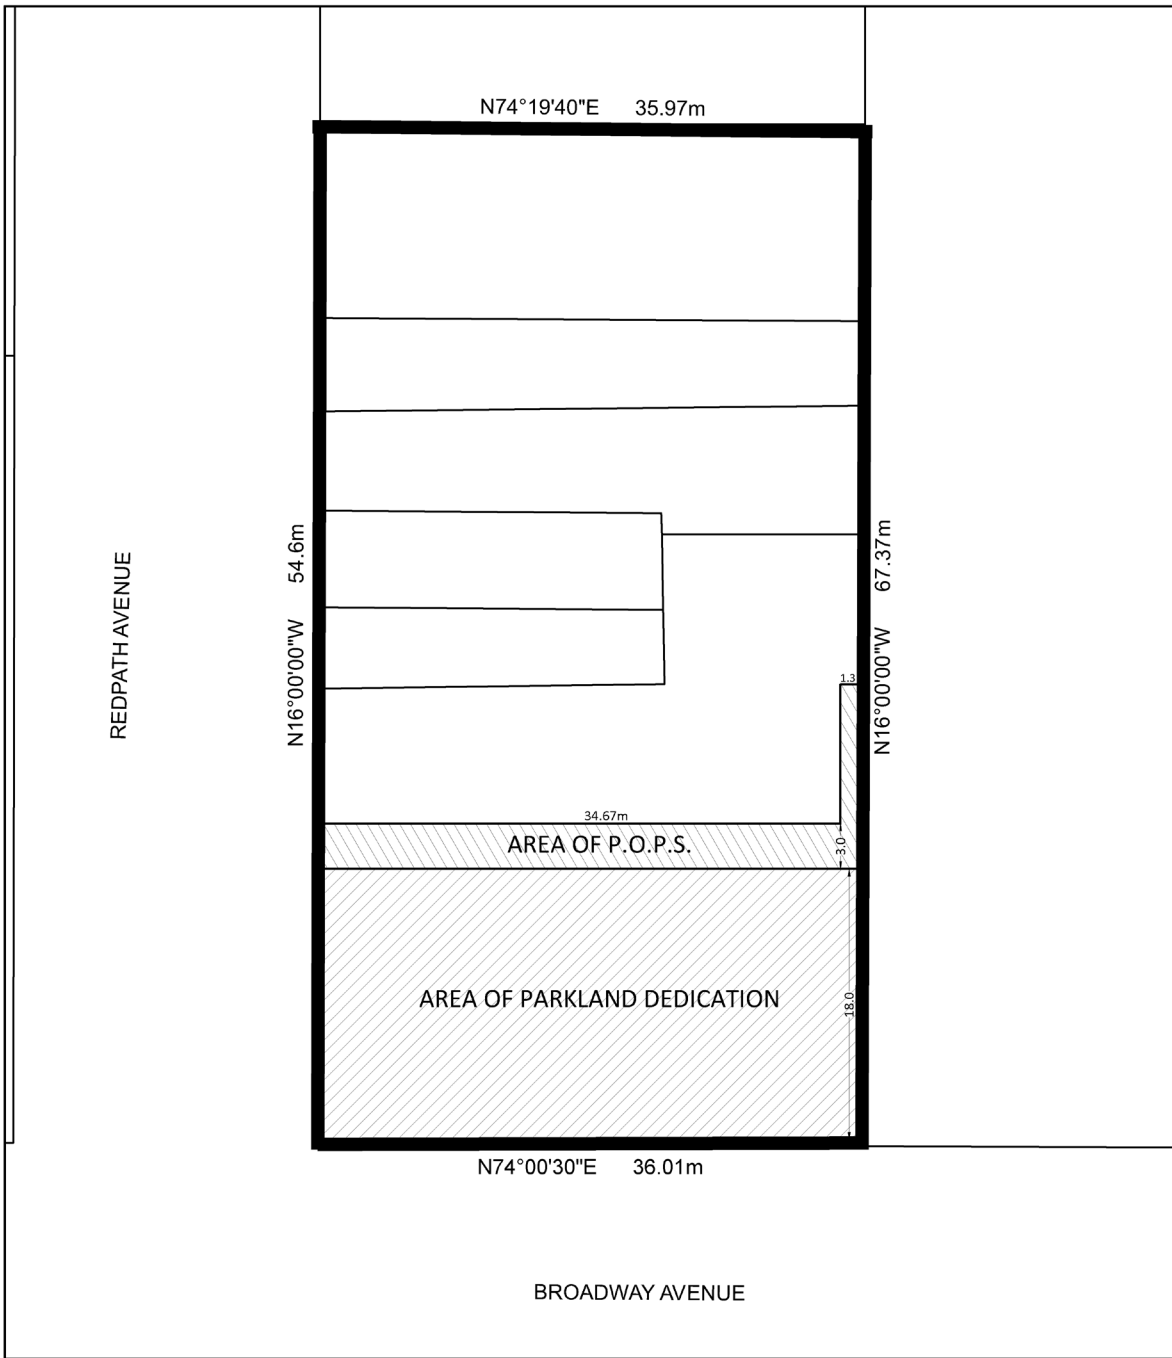 N74°19'40"E 35.97m
REDPATH AVENUE
N16°00'00"W 54.6m
N16°00'00"W 67.37m
1.3
34.67m
AREA OF P.O.P.S.
3.0
AREA OF PARKLAND DEDICATION
18.0
N74°00'30"E 36.01m
BROADWAY AVENUE